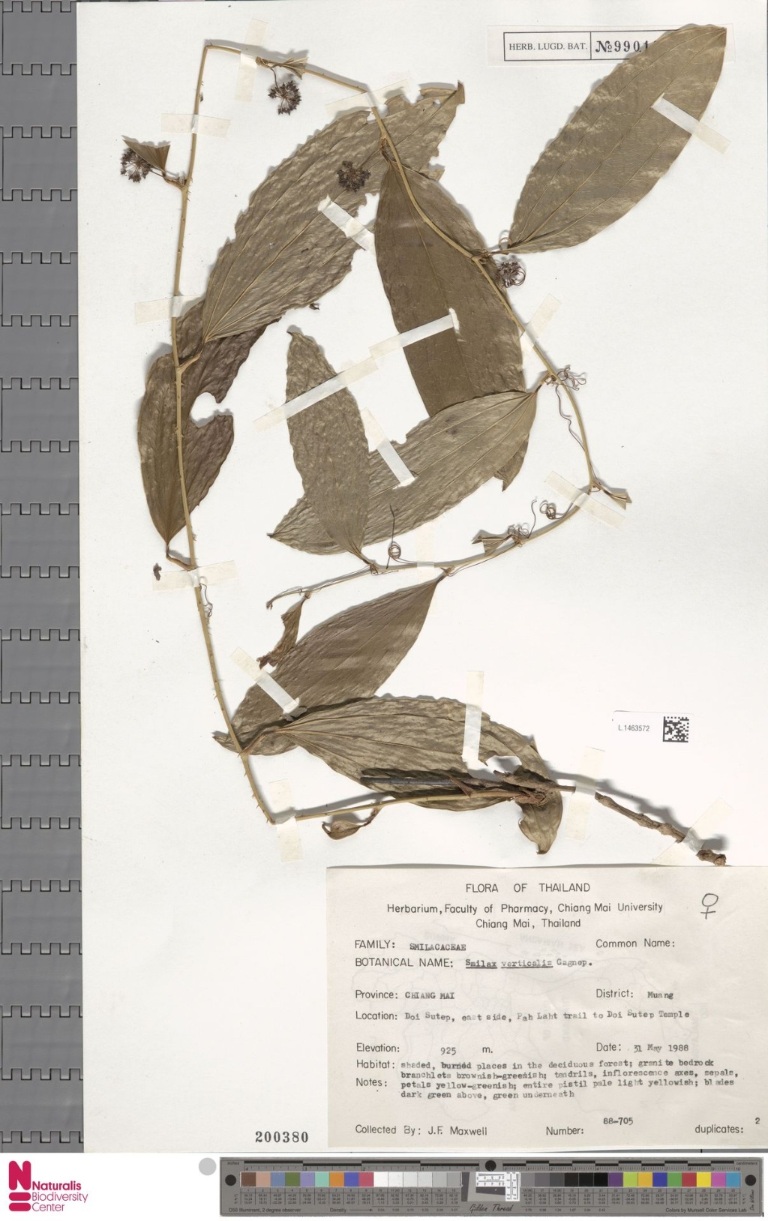 HERB. LUGD. BAT. №9901
L.1463572
FLORA OF THAILAND
Herbarium, Faculty of Pharmacy, Chiang Mai University
Chiang Mai, Thailand
♀
FAMILY: SMILACACEAE Common Name:
BOTANICAL NAME: Smilax verticalis Gagnep.
Province: CHIANG MAI District: Muang
Location: Doi Sutep, east side, Pah Laht trail to Doi Sutep Temple
Elevation: 925 m. Date: 31 May 1988
Habitat: shaded, burned places in the deciduous forest; granite bedrock
Notes: branchlets brownish-greenish; tendrils, inflorescence axes, sepals,
petals yellow-greenish; entire pistil pale light yellowish; blades
dark green above, green underneath
Collected By: J.F. Maxwell Number: 88-705 duplicates: 2
200380
Naturalis
Biodiversity
Center